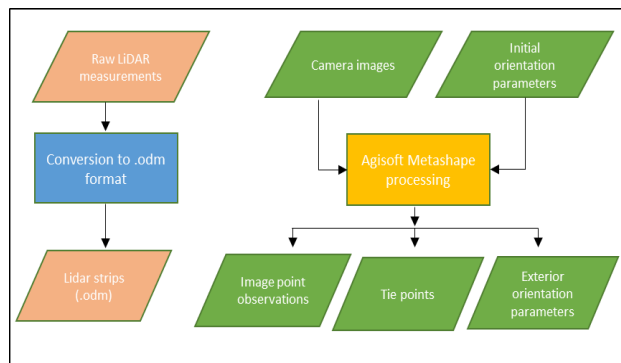 Raw LiDAR
measurements
Camera images
Initial
orientation
parameters
Conversion to .odm
format
Agisoft Metashape
processing
Lidar strips
(.odm)
Image point
observations
Tie points
Exterior
orientation
parameters